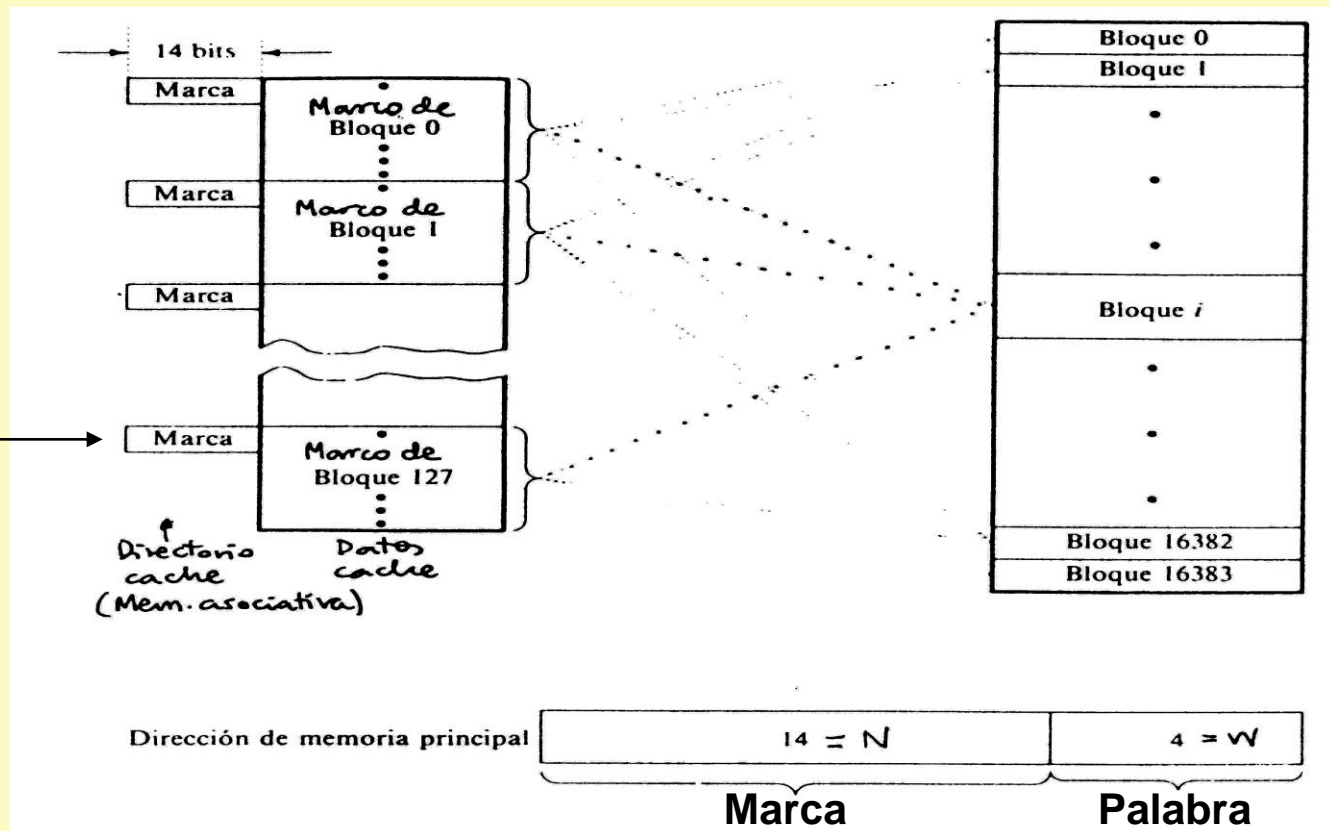 14 bits
Marca
Marco de
Bloque 0
Marca
Marco de
Bloque 1
Marca
Marca
Marco de
Bloque 127
Directorio
cache
(Mem. asociativa)
Datos
cache
Bloque 0
Bloque 1
Bloque i
Bloque 16382
Bloque 16383
Dirección de memoria principal
14 = N
4 = W
Marca
Palabra